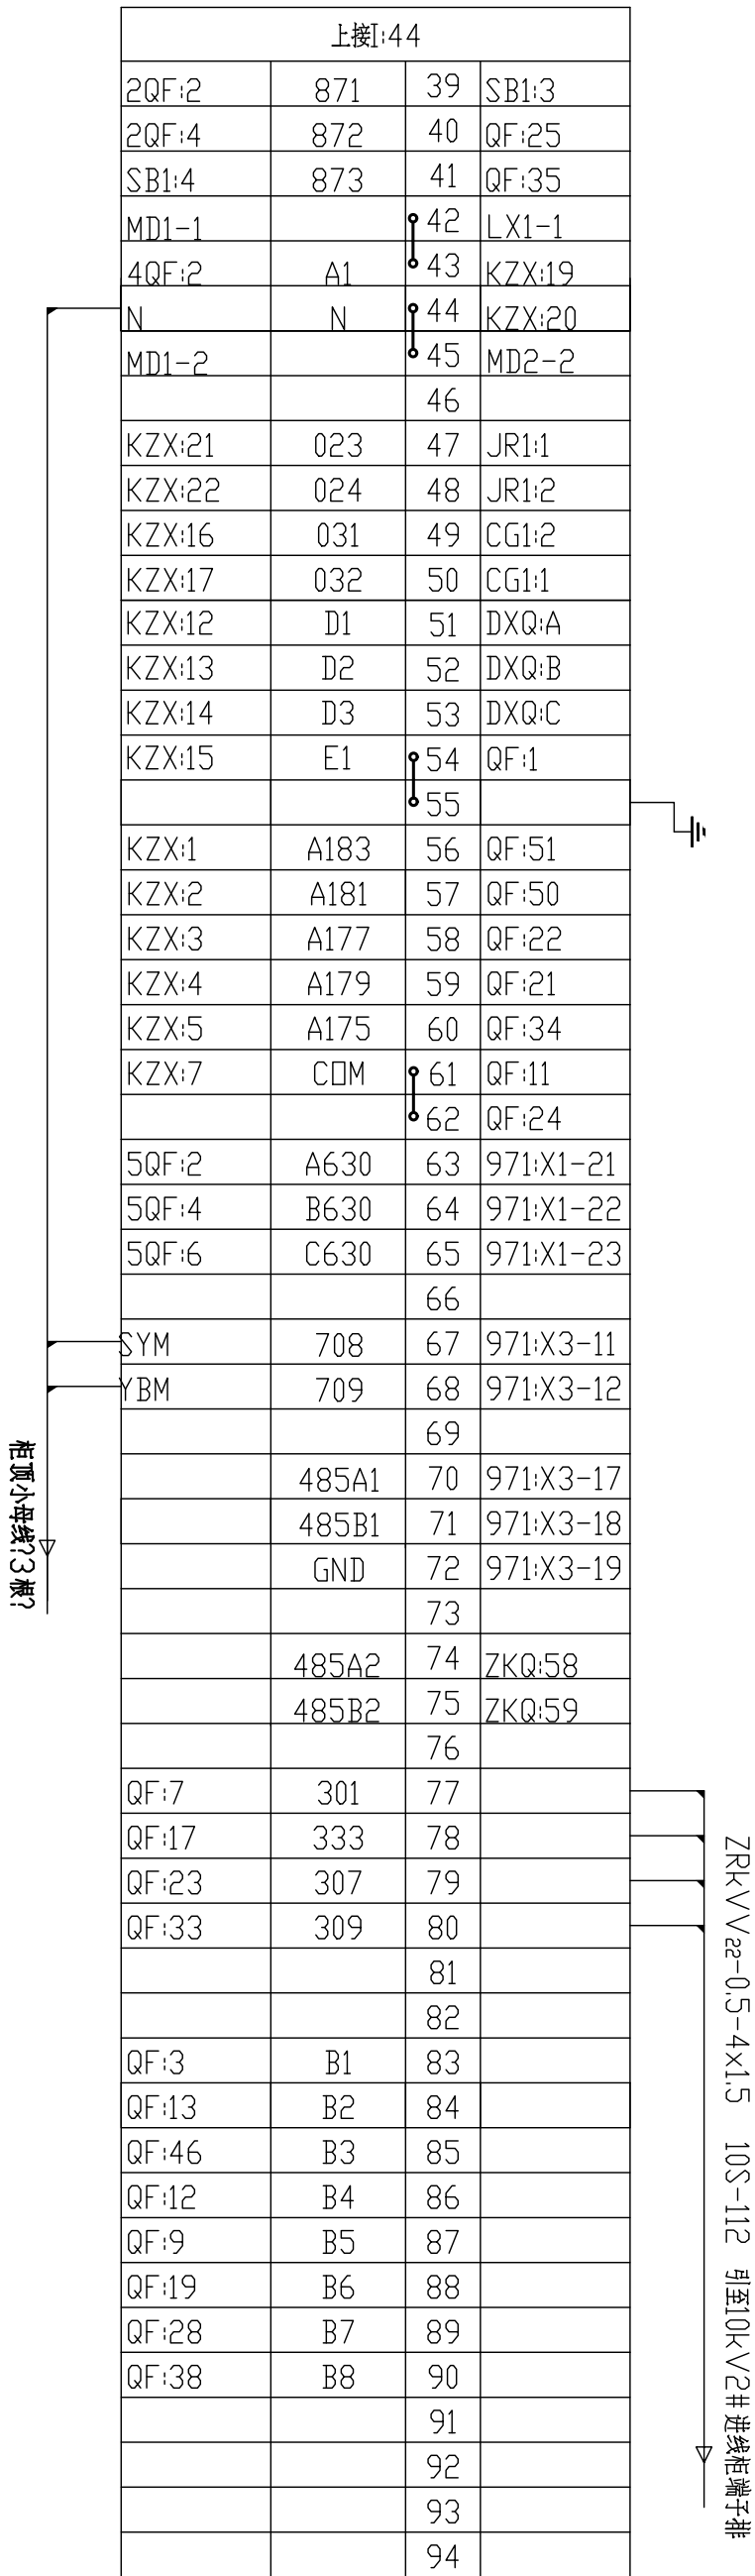 上接I:44
2QF:2 871 39 SB1:3
2QF:4 872 40 QF:25
SB1:4 873 41 QF:35
MD1-1 42 LX1-1
4QF:2 A1 43 KZX:19
N N 44 KZX:20
MD1-2 45 MD2-2
46
KZX:21 023 47 JR1:1
KZX:22 024 48 JR1:2
KZX:16 031 49 CG1:2
KZX:17 032 50 CG1:1
KZX:12 D1 51 DXQ:A
KZX:13 D2 52 DXQ:B
KZX:14 D3 53 DXQ:C
KZX:15 E1 54 QF:1
55
KZX:1 A183 56 QF:51
KZX:2 A181 57 QF:50
KZX:3 A177 58 QF:22
KZX:4 A179 59 QF:21
KZX:5 A175 60 QF:34
KZX:7 COM 61 QF:11
62 QF:24
5QF:2 A630 63 971:X1-21
5QF:4 B630 64 971:X1-22
5QF:6 C630 65 971:X1-23
66
SYM 708 67 971:X3-11
YBM 709 68 971:X3-12
69
485A1 70 971:X3-17
485B1 71 971:X3-18
GND 72 971:X3-19
73
485A2 74 ZKQ:58
485B2 75 ZKQ:59
76
QF:7 301 77
QF:17 333 78
QF:23 307 79
QF:33 309 80
81
82
QF:3 B1 83
QF:13 B2 84
QF:46 B3 85
QF:12 B4 86
QF:9 B5 87
QF:19 B6 88
QF:28 B7 89
QF:38 B8 90
91
92
93
94
柜顶小母线?3根?
ZRkVV22-0.5-4x1.5 10S-112 引至10kV2#进线柜端子排